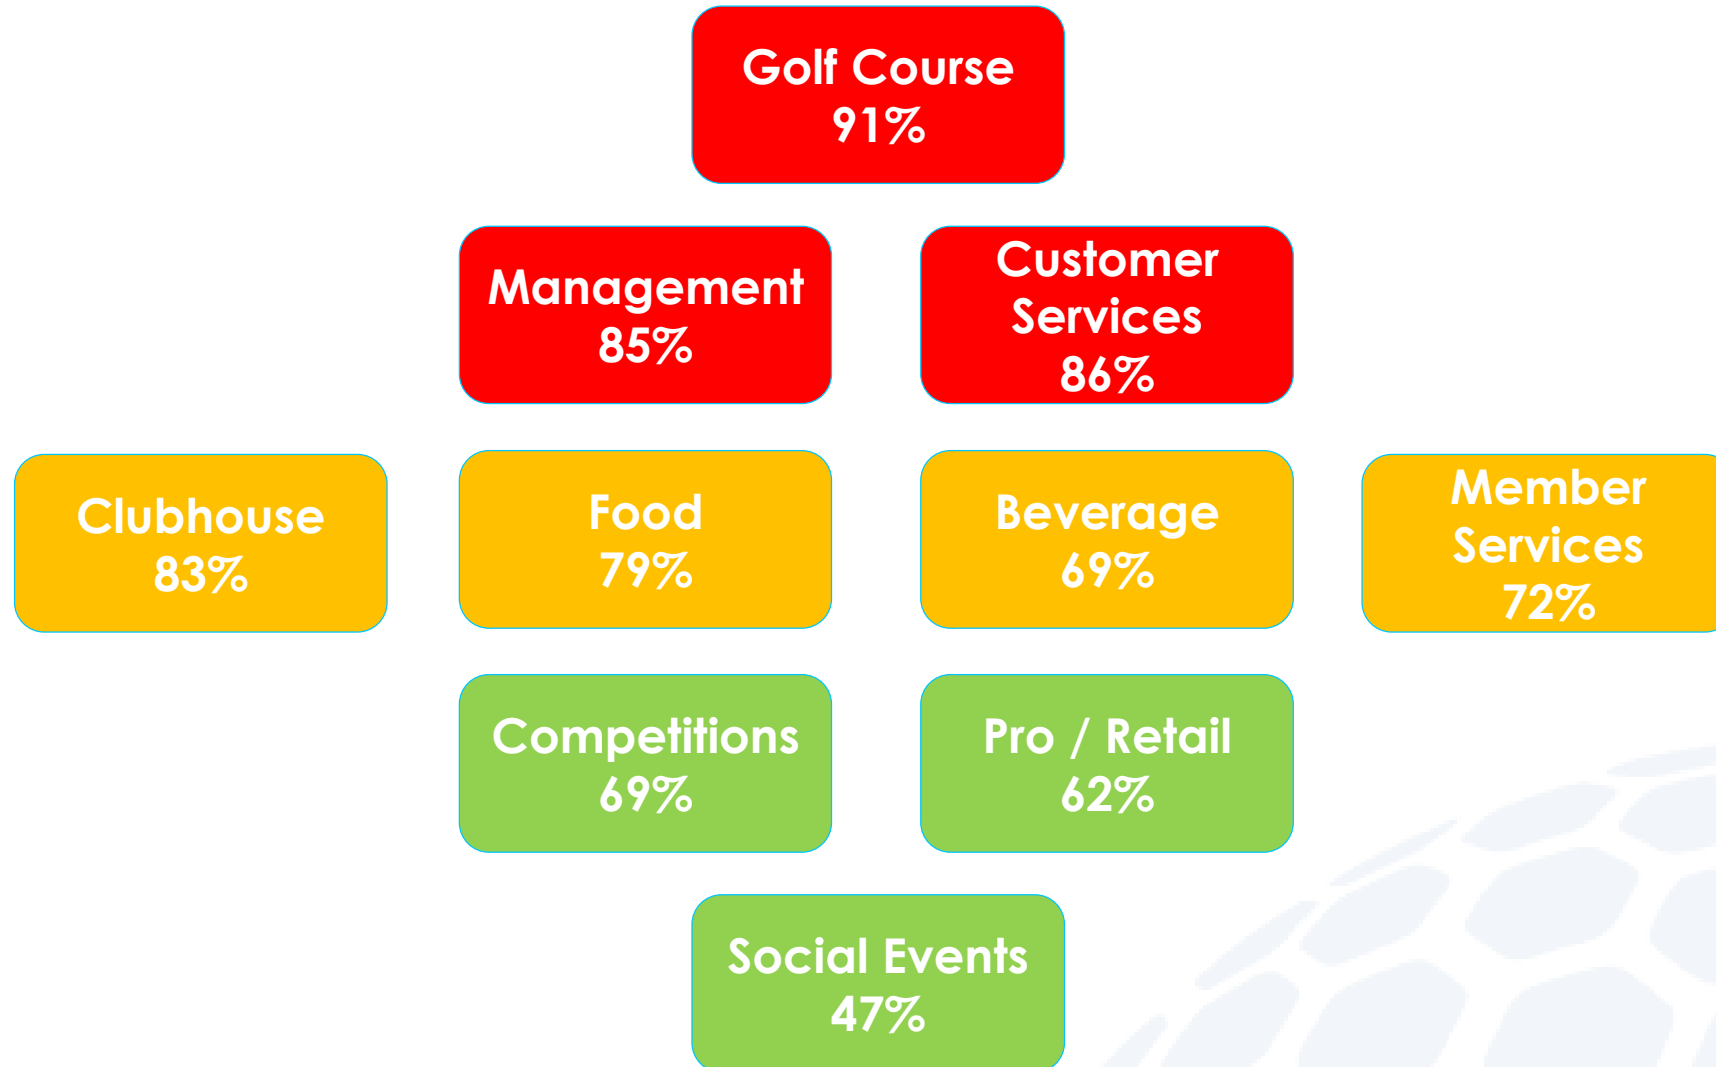 Golf Course
91%
Management
85%
Customer
Services
86%
Clubhouse
83%
Food
79%
Beverage
69%
Member
Services
72%
Competitions
69%
Pro / Retail
62%
Social Events
47%